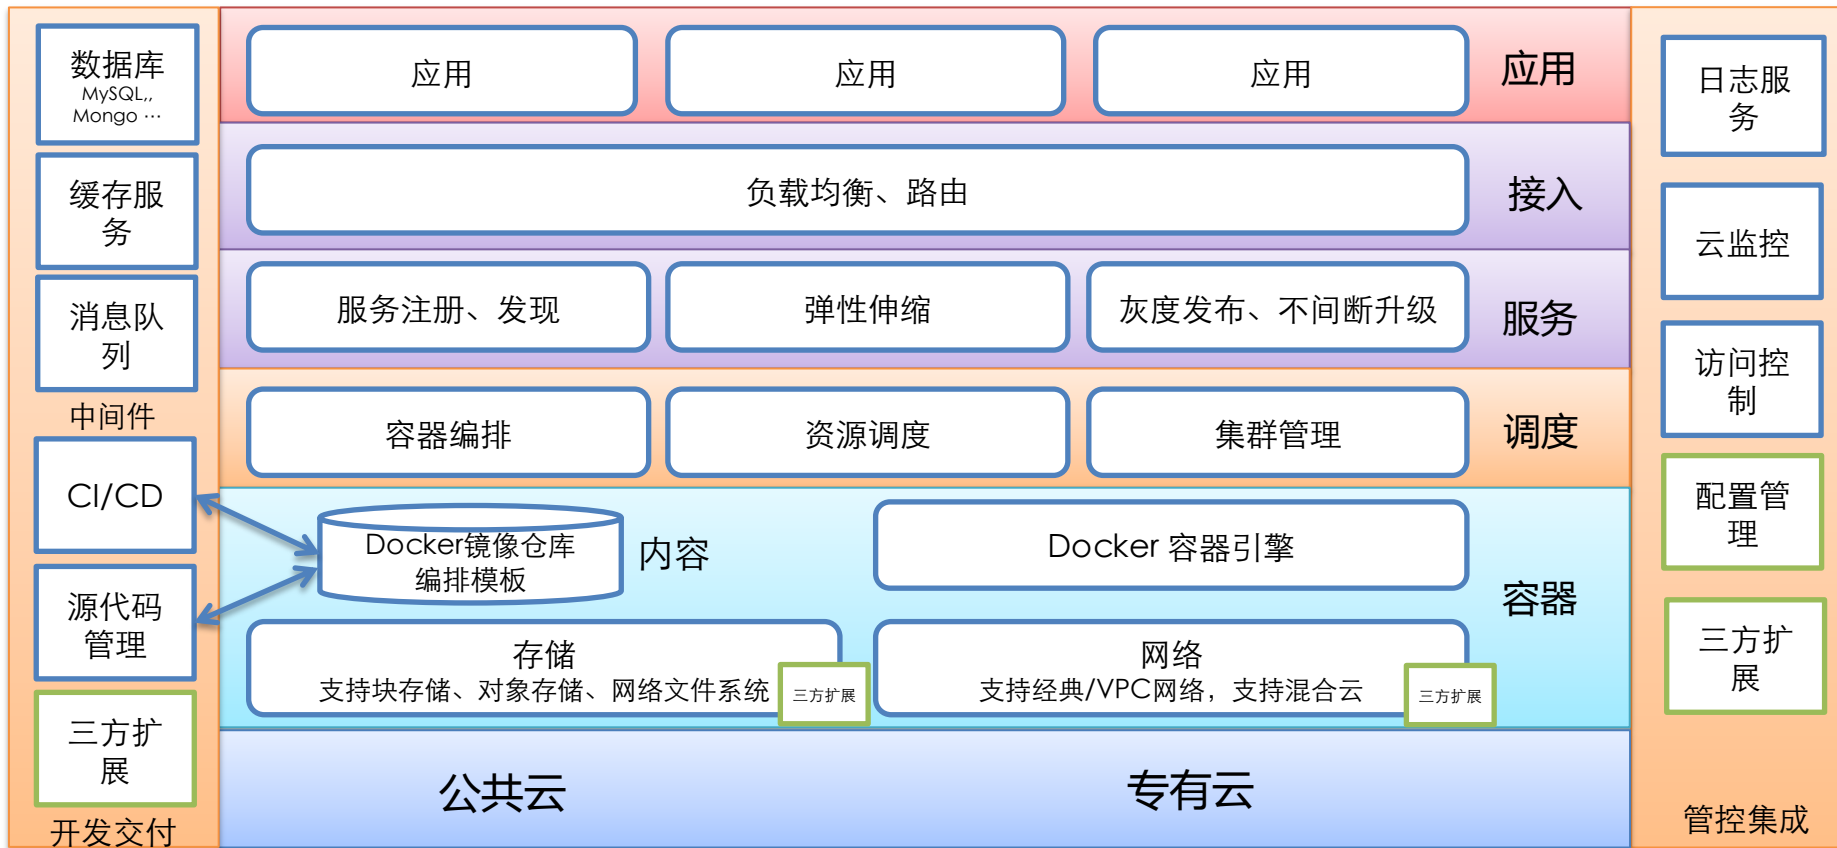 数据库
MySQL,,
Mongo …
缓存服
务
消息队
列
中间件
CI/CD
源代码
管理
三方扩
展
开发交付
应用
应用
应用
应用
负载均衡、路由
接入
服务注册、发现
弹性伸缩
灰度发布、不间断升级
服务
容器编排
资源调度
集群管理
调度
Docker镜像仓库
编排模板
内容
Docker 容器引擎
容器
存储
支持块存储、对象存储、网络文件系统
三方扩展
网络
支持经典/VPC网络，支持混合云
三方扩展
公共云
专有云
日志服
务
云监控
访问控
制
配置管
理
三方扩
展
管控集成